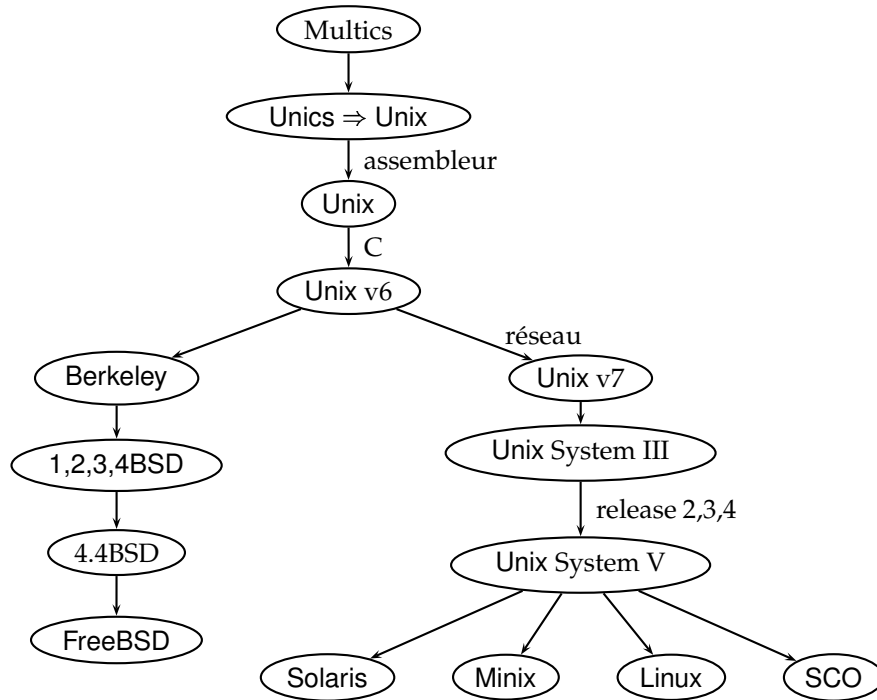 Multics
Unics ⇒ Unix
assembleur
Unix
C
Unix v6
réseau
Berkeley
Unix v7
1,2,3,4BSD
Unix System III
release 2,3,4
4.4BSD
Unix System V
FreeBSD
Solaris
Minix
Linux
SCO